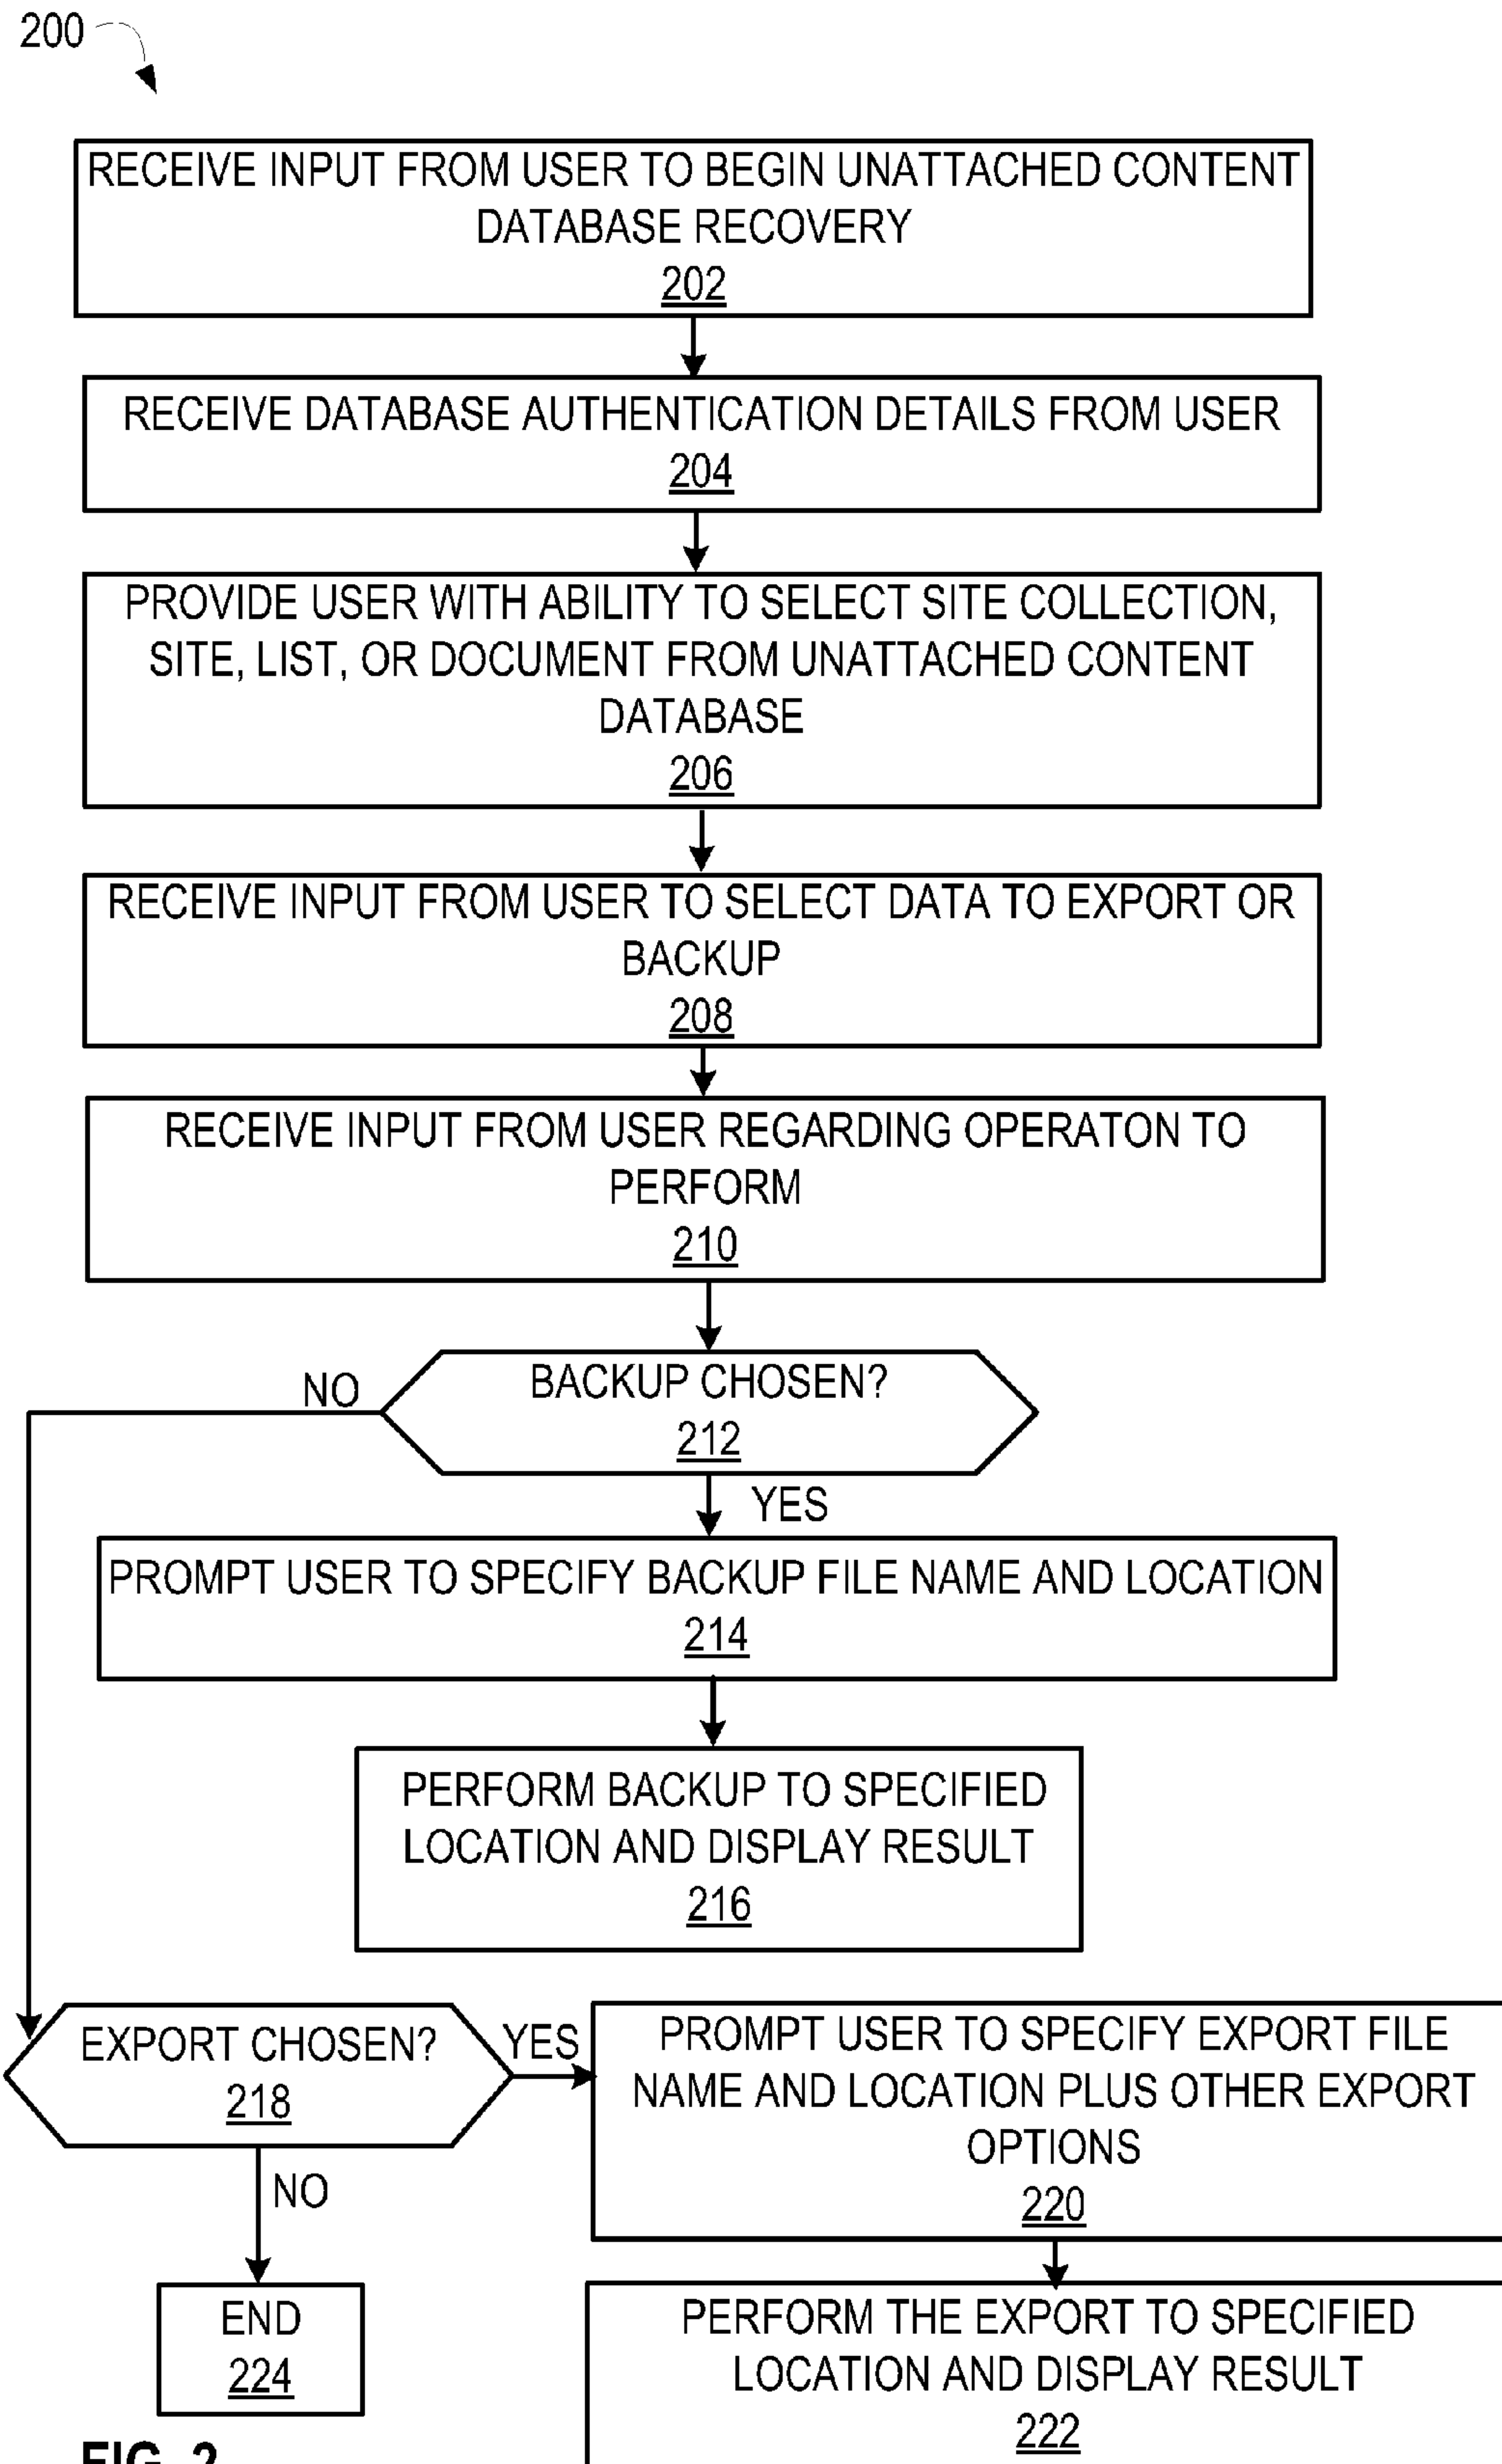 200
RECEIVE INPUT FROM USER TO BEGIN UNATTACHED CONTENT
DATABASE RECOVERY
202
RECEIVE DATABASE AUTHENTICATION DETAILS FROM USER
204
PROVIDE USER WITH ABILITY TO SELECT SITE COLLECTION,
SITE, LIST, OR DOCUMENT FROM UNATTACHED CONTENT
DATABASE
206
RECEIVE INPUT FROM USER TO SELECT DATA TO EXPORT OR
BACKUP
208
RECEIVE INPUT FROM USER REGARDING OPERATON TO
PERFORM
210
BACKUP CHOSEN?
212
NO
YES
PROMPT USER TO SPECIFY BACKUP FILE NAME AND LOCATION
214
PERFORM BACKUP TO SPECIFIED
LOCATION AND DISPLAY RESULT
216
EXPORT CHOSEN?
218
YES
PROMPT USER TO SPECIFY EXPORT FILE
NAME AND LOCATION PLUS OTHER EXPORT
OPTIONS
220
NO
END
224
PERFORM THE EXPORT TO SPECIFIED
LOCATION AND DISPLAY RESULT
222
FIG. 2